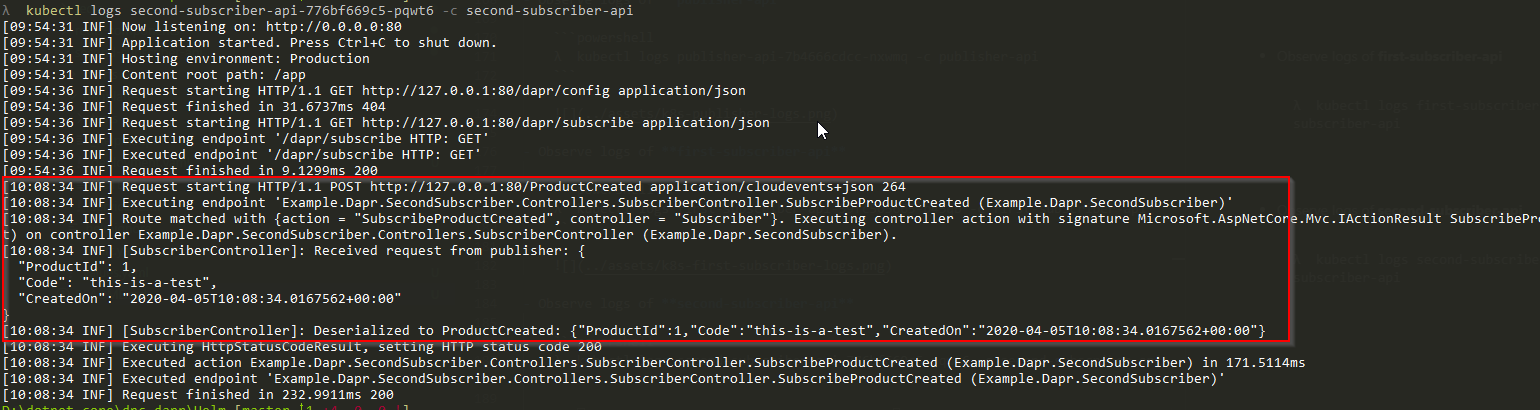 λ kubectl logs second-subscriber-api-776bf669c5-pqwt6 -c second-subscriber-api
[09:54:31 INF] Now listening on: http://0.0.0.0:80
[09:54:31 INF] Application started. Press Ctrl+C to shut down.
[09:54:31 INF] Hosting environment: Production
[09:54:31 INF] Content root path: /app
[09:54:36 INF] Request starting HTTP/1.1 GET http://127.0.0.1:80/dapr/config application/json
[09:54:36 INF] Request finished in 31.6737ms 404
[09:54:36 INF] Request starting HTTP/1.1 GET http://127.0.0.1:80/dapr/subscribe application/json
[09:54:36 INF] Executing endpoint '/dapr/subscribe HTTP: GET'
[09:54:36 INF] Executed endpoint '/dapr/subscribe HTTP: GET'
[09:54:36 INF] Request finished in 9.1299ms 200
[10:08:34 INF] Request starting HTTP/1.1 POST http://127.0.0.1:80/ProductCreated application/cloudevents+json 264
[10:08:34 INF] Executing endpoint 'Example.Dapr.SecondSubscriber.Controllers.SubscriberController.SubscribeProductCreated (Example.Dapr.SecondSubscriber)'
[10:08:34 INF] Route matched with {action = "SubscribeProductCreated", controller = "Subscriber"}. Executing controller action with signature Microsoft.AspNetCore.Mvc.IActionResult SubscribePro
t) on controller Example.Dapr.SecondSubscriber.Controllers.SubscriberController (Example.Dapr.SecondSubscriber).
[10:08:34 INF] [SubscriberController]: Received request from publisher: {
  "ProductId": 1,
  "Code": "this-is-a-test",
  "CreatedOn": "2020-04-05T10:08:34.0167562+00:00"
}
[10:08:34 INF] [SubscriberController]: Deserialized to ProductCreated: {"ProductId":1,"Code":"this-is-a-test","CreatedOn":"2020-04-05T10:08:34.0167562+00:00"}
[10:08:34 INF] Executing HttpStatusCodeResult, setting HTTP status code 200
[10:08:34 INF] Executed action Example.Dapr.SecondSubscriber.Controllers.SubscriberController.SubscribeProductCreated (Example.Dapr.SecondSubscriber) in 171.5114ms
[10:08:34 INF] Executed endpoint 'Example.Dapr.SecondSubscriber.Controllers.SubscriberController.SubscribeProductCreated (Example.Dapr.SecondSubscriber)'
[10:08:34 INF] Request finished in 232.9911ms 200